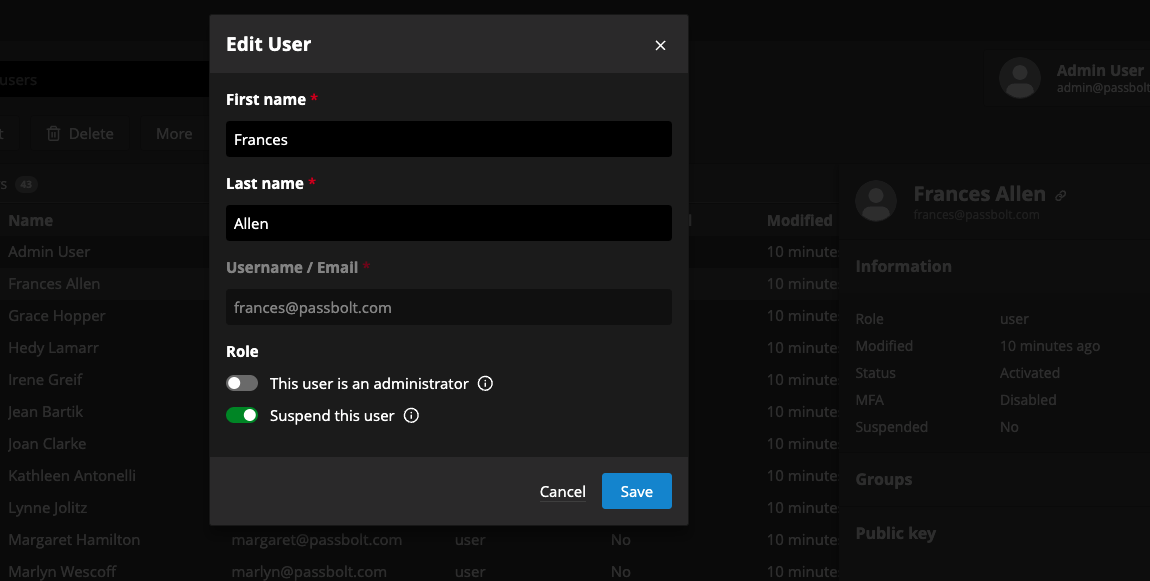 Edit User
First name *
Frances
Last name *
Allen
Username / Email *
frances@passbolt.com
Role
This user is an administrator
Suspend this user
Cancel
Save
users
Admin User
admin@passbolt
t Delete More
s 43
Name Modified
Admin User 10 minute
Frances Allen 10 minute
Grace Hopper 10 minute
Hedy Lamarr 10 minute
Irene Greif 10 minute
Jean Bartik 10 minute
Joan Clarke 10 minute
Kathleen Antonelli 10 minute
Lynne Jolitz 10 minute
Margaret Hamilton margaret@passbolt.com user No 10 minute
Marlyn Wescoff marlyn@passbolt.com user No 10 minute
Frances Allen
frances@passbolt.com
Information
Role user
Modified 10 minutes ago
Status Activated
MFA Disabled
Suspended No
Groups
Public key